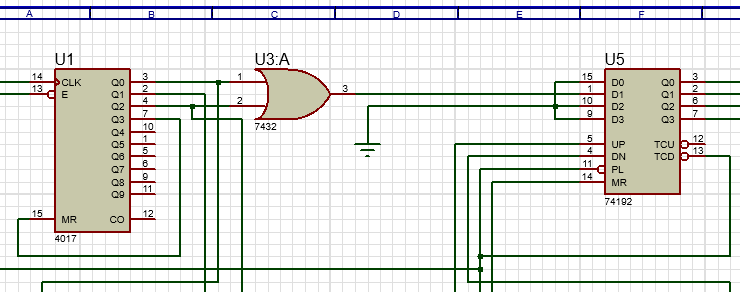 A B C D E F
U1 U3:A U5
14 CLK Q0 3
13 E Q1 2
Q2 4
Q3 7
Q4 10
Q5 1
Q6 5
Q7 6
Q8 9
Q9 11
15 MR CO 12
4017
1
2
3
7432
15 D0 Q0 3
1 D1 Q1 2
10 D2 Q2 6
9 D3 Q3 7
5 UP TCU 12
4 DN TCD 13
11 PL
14 MR
74192